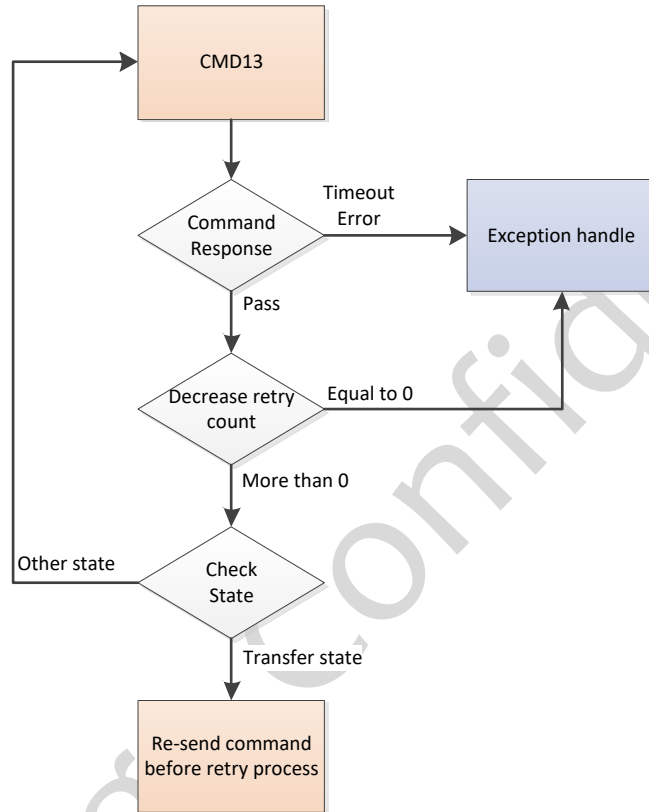 CMD13
Timeout
Error
Command
Response
Exception handle
Pass
Decrease retry
count
Equal to 0
More than 0
Other state
Check
State
Transfer state
Re-send command
before retry process